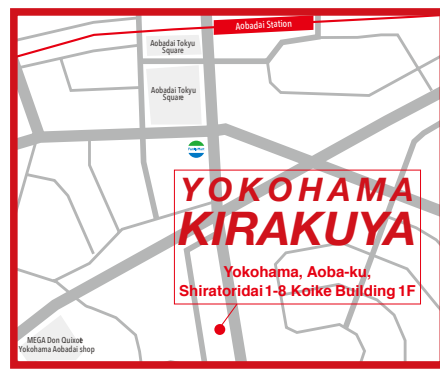 Aobadai Station
Aobadai Tokyu
Square
Aobadai Tokyu
Square
FamilyMart
YOKOHAMA
KIRAKUYA
Yokohama, Aoba-ku,
Shiratoridai 1-8 Koike Building 1F
MEGA Don Quixote
Yokohama Aobadai shop